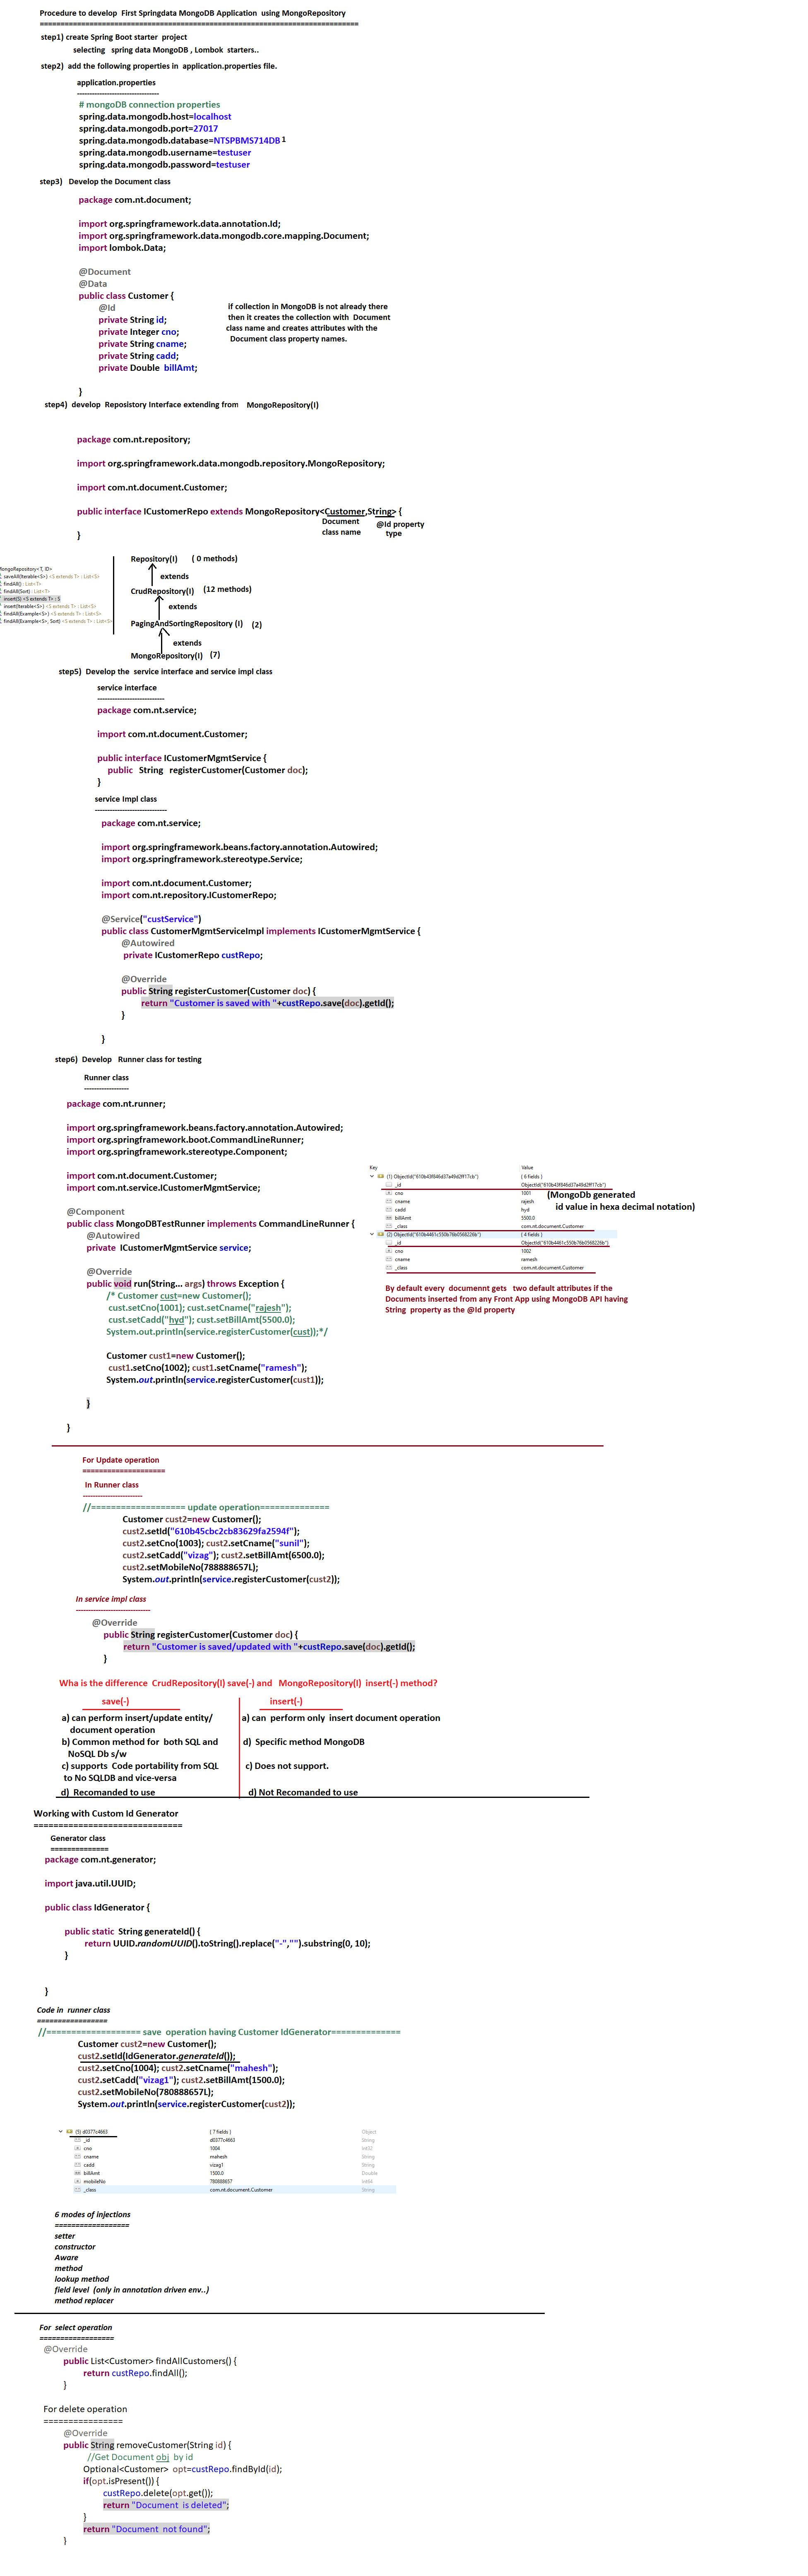 Procedure to develop  First Springdata MongoDB Application  using MongoRepository
================================================================================
step1) create Spring Boot starter  project
selecting   spring data MongoDB , Lombok  starters..
step2)  add the following properties in  application.properties file.
application.properties
---------------------------------
# mongoDB connection properties
spring.data.mongodb.host=localhost
spring.data.mongodb.port=27017
spring.data.mongodb.database=NTSPBMS714DB 1
spring.data.mongodb.username=testuser
spring.data.mongodb.password=testuser
step3)   Develop the Document class
package com.nt.document;
import org.springframework.data.annotation.Id;
import org.springframework.data.mongodb.core.mapping.Document;
import lombok.Data;
@Document
@Data
public class Customer {
@Id
private String id;
private Integer cno;
private String cname;
private String cadd;
private Double  billAmt;
}
if collection in MongoDB is not already there
then it creates the collection with  Document
class name and creates attributes with the
Document class property names.
step4)  develop  Reposistory Interface extending from   MongoRepository(I)
package com.nt.repository;
import org.springframework.data.mongodb.repository.MongoRepository;
import com.nt.document.Customer;
public interface ICustomerRepo extends MongoRepository<Customer,String> {
Document
class name
@Id property
type
}
MongoRepository<T, ID>
saveAll(Iterable<S>) <S extends T> : List<S>
findAll() : List<T>
findAll(Sort) : List<T>
insert(S) <S extends T> : S
insert(Iterable<S>) <S extends T> : List<S>
findAll(Example<S>) <S extends T> : List<S>
findAll(Example<S>, Sort) <S extends T> : List<S>
Repository(I)      ( 0 methods)
extends
CrudRepository(I)    (12 methods)
extends
PagingAndSortingRepository (I)    (2)
extends
MongoRepository(I)   (7)
step5)  Develop the  service interface and service impl class
service interface
---------------------------
package com.nt.service;
import com.nt.document.Customer;
public interface ICustomerMgmtService {
public   String   registerCustomer(Customer doc);
}
service Impl class
-----------------------------
package com.nt.service;
import org.springframework.beans.factory.annotation.Autowired;
import org.springframework.stereotype.Service;
import com.nt.document.Customer;
import com.nt.repository.ICustomerRepo;
@Service("custService")
public class CustomerMgmtServiceImpl implements ICustomerMgmtService {
@Autowired
private ICustomerRepo custRepo;
@Override
public String registerCustomer(Customer doc) {
return "Customer is saved with "+custRepo.save(doc).getId();
}
}
step6)  Develop   Runner class for testing
Runner class
------------------
package com.nt.runner;
import org.springframework.beans.factory.annotation.Autowired;
import org.springframework.boot.CommandLineRunner;
import org.springframework.stereotype.Component;
import com.nt.document.Customer;
import com.nt.service.ICustomerMgmtService;
@Component
public class MongoDBTestRunner implements CommandLineRunner {
@Autowired
private  ICustomerMgmtService service;
@Override
public void run(String... args) throws Exception {
/* Customer cust=new Customer();
cust.setCno(1001); cust.setCname("rajesh");
cust.setCadd("hyd"); cust.setBillAmt(5500.0);
System.out.println(service.registerCustomer(cust));*/
Customer cust1=new Customer();
cust1.setCno(1002); cust1.setCname("ramesh");
System.out.println(service.registerCustomer(cust1));
}
}
Key   Value
(1) ObjectId("610b43f846d37a49d2ff17cb")   { 6 fields }
_id   ObjectId("610b43f846d37a49d2ff17cb")
cno   1001
cname   rajesh
cadd   hyd
billAmt   5500.0
_class   com.nt.document.Customer
(2) ObjectId("610b4461c550b76b0568226b")   { 4 fields }
_id   ObjectId("610b4461c550b76b0568226b")
cno   1002
cname   ramesh
_class   com.nt.document.Customer
(MongoDb generated
id value in hexa decimal notation)
By default every  documennt gets   two default attributes if the
Documents inserted from any Front App using MongoDB API having
String  property as the @Id property
For Update operation
====================
In Runner class
------------------------
//=================== update operation==============
Customer cust2=new Customer();
cust2.setId("610b45cbc2cb83629fa2594f");
cust2.setCno(1003); cust2.setCname("sunil");
cust2.setCadd("vizag"); cust2.setBillAmt(6500.0);
cust2.setMobileNo(788888657L);
System.out.println(service.registerCustomer(cust2));
In service impl class
------------------------------
@Override
public String registerCustomer(Customer doc) {
return "Customer is saved/updated with "+custRepo.save(doc).getId();
}
Wha is the difference  CrudRepository(I) save(-) and   MongoRepository(I)  insert(-) method?
save(-)
a) can perform insert/update entity/
document operation
b) Common method for  both SQL and
NoSQL Db s/w
c) supports  Code portability from SQL
to No SQLDB and vice-versa
d)  Recomanded to use
insert(-)
a) can  perform only  insert document operation
d)  Specific method MongoDB
c) Does not support.
d) Not Recomanded to use
Working with Custom Id Generator
==============================
Generator class
==============
package com.nt.generator;
import java.util.UUID;
public class IdGenerator {
public static  String generateId() {
return UUID.randomUUID().toString().replace("-","").substring(0, 10);
}
}
Code in  runner class
=================
//=================== save  operation having Customer IdGenerator==============
Customer cust2=new Customer();
cust2.setId(IdGenerator.generateId());
cust2.setCno(1004); cust2.setCname("mahesh");
cust2.setCadd("vizag1"); cust2.setBillAmt(1500.0);
cust2.setMobileNo(780888657L);
System.out.println(service.registerCustomer(cust2));
(3) d0377c4663   { 7 fields }   Object
_id   d0377c4663   String
cno   1004   Int32
cname   mahesh   String
cadd   vizag1   String
billAmt   1500.0   Double
mobileNo   780888657   Int64
_class   com.nt.document.Customer   String
6 modes of injections
==================
setter
constructor
Aware
method
lookup method
field level  (only in annotation driven env..)
method replacer
For  select operation
==================
@Override
public List<Customer> findAllCustomers() {
return custRepo.findAll();
}
For delete operation
================
@Override
public String removeCustomer(String id) {
//Get Document obj  by id
Optional<Customer>  opt=custRepo.findById(id);
if(opt.isPresent()) {
custRepo.delete(opt.get());
return "Document  is deleted";
}
return "Document  not found";
}